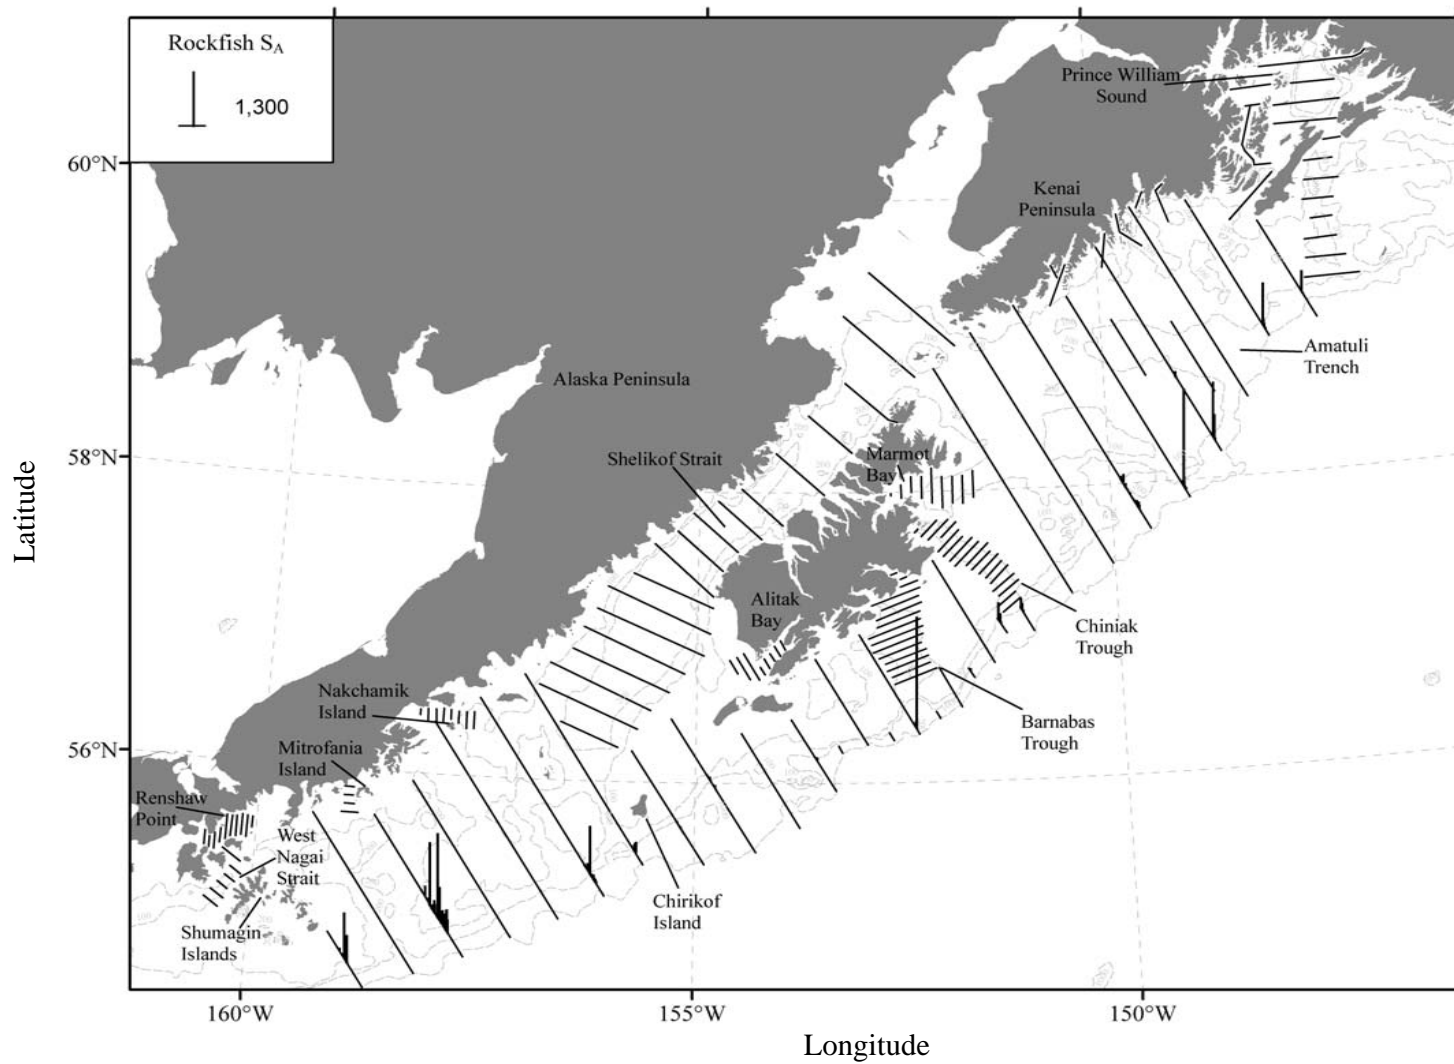 Rockfish SA
1,300
Prince William
Sound
60°N
Kenai
Peninsula
Amatuli
Trench
Alaska Peninsula
58°N
Shelikof Strait
Marmot
Bay
Latitude
Alitak
Bay
Chiniak
Trough
Nakchamik
Island
Barnabas
Trough
56°N
Mitrofania
Island
Renshaw
Point
West
Nagai
Strait
Chirikof
Island
Shumagin
Islands
160°W
155°W
150°W
Longitude